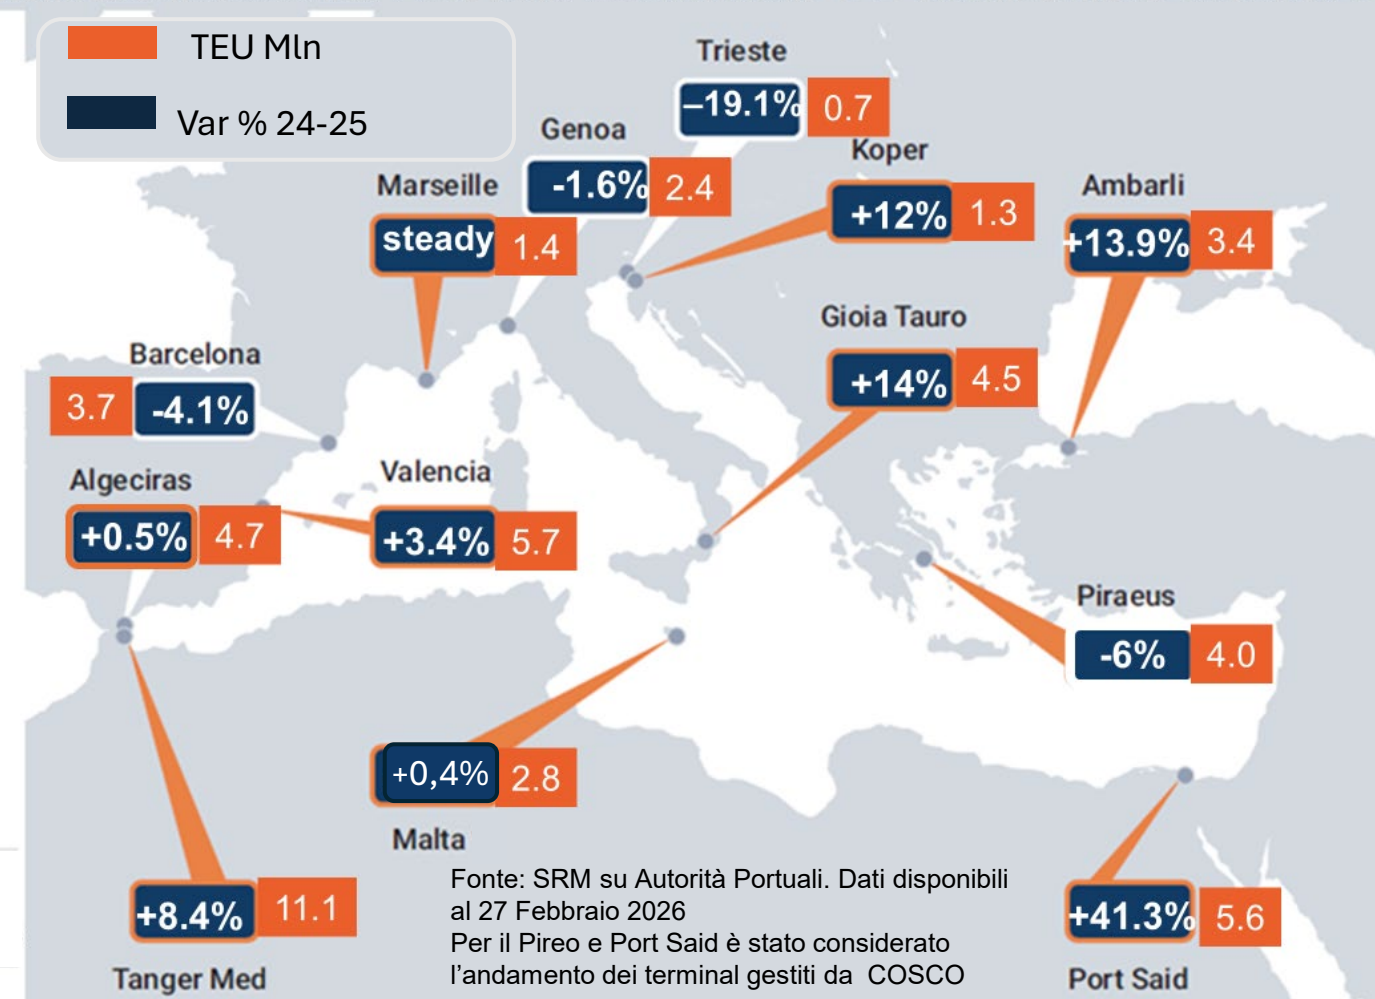 TEU Mln
Var % 24-25
Trieste
–19.1% 0.7
Genoa
-1.6% 2.4
Koper
+12% 1.3
Marseille
steady 1.4
Ambarli
+13.9% 3.4
Gioia Tauro
+14% 4.5
Barcelona
3.7 -4.1%
Algeciras
+0.5% 4.7
Valencia
+3.4% 5.7
Piraeus
-6% 4.0
+0,4% 2.8
Malta
+8.4% 11.1
Tanger Med
+41.3% 5.6
Port Said
Fonte: SRM su Autorità Portuali. Dati disponibili
al 27 Febbraio 2026
Per il Pireo e Port Said è stato considerato
l’andamento dei terminal gestiti da COSCO